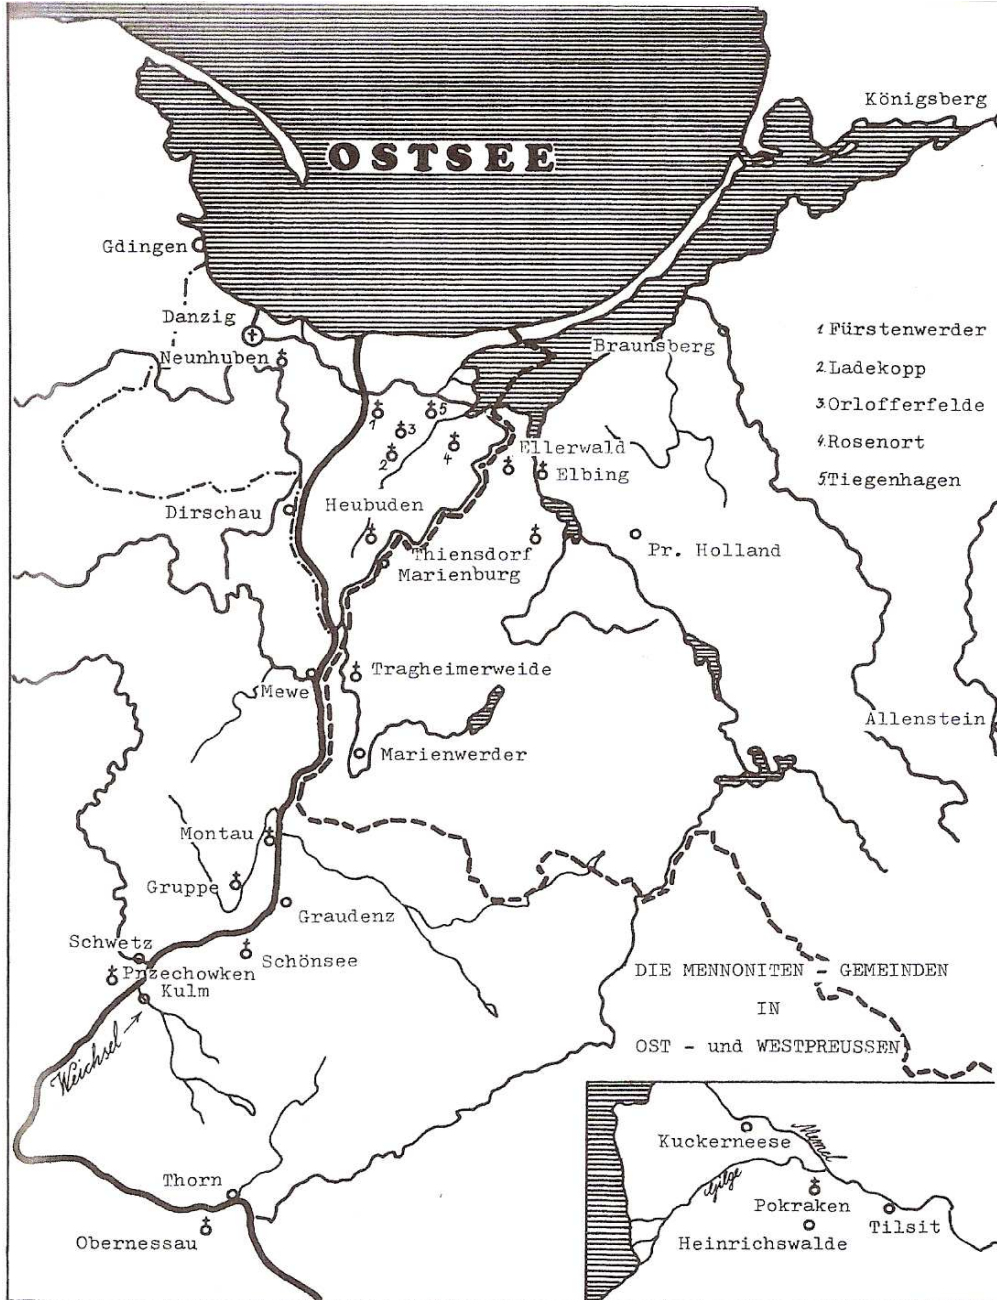 Königsberg
OSTSEE
Gdingen
Danzig
Neunhuben
Braunsberg
1 Fürstenwerder
2 Ladekopp
3 Orlofferfelde
4 Rosenort
5 Tiegenhagen
1
3
5
2
4
Ellerwald
Elbing
Dirschau
Heubuden
Thiensdorf
Marienburg
Pr. Holland
Mewe
Tragheimerweide
Allenstein
Marienwerder
Montau
Gruppe
Graudenz
Schwetz
Schönsee
Przechowken
Kulm
Weichsel
DIE MENNONITEN - GEMEINDEN
IN
OST - und WESTPREUSSEN
Thorn
Obernessau
Kuckerneese
Memel
Gilge
Pokraken
Tilsit
Heinrichswalde